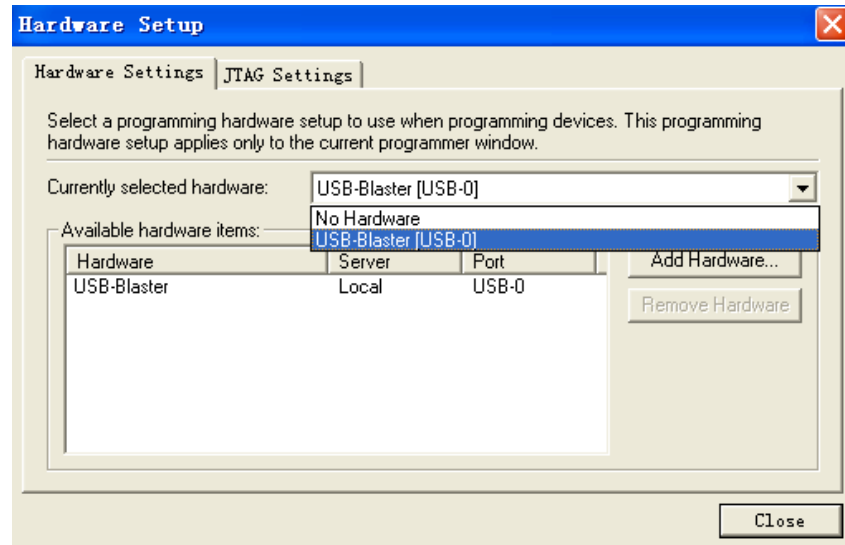 Hardware Setup
Hardware Settings JTAG Settings
Select a programming hardware setup to use when programming devices. This programming
hardware setup applies only to the current programmer window.
Currently selected hardware: USB-Blaster [USB-0]
No Hardware
USB-Blaster [USB-0]
Available hardware items:
Hardware Server Port Add Hardware...
USB-Blaster Local USB-0
Remove Hardware
Close